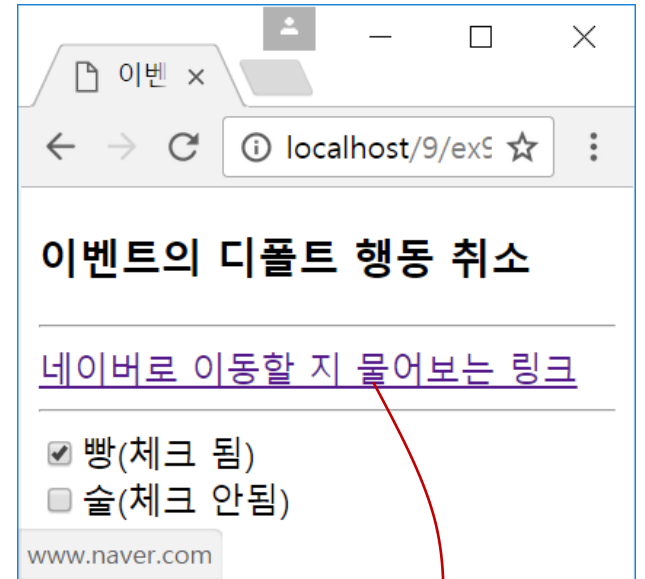 이벤
localhost/9/ex9
이벤트의 디폴트 행동 취소
네이버로 이동할 지 물어보는 링크
빵(체크 됨)
술(체크 안됨)
www.naver.com